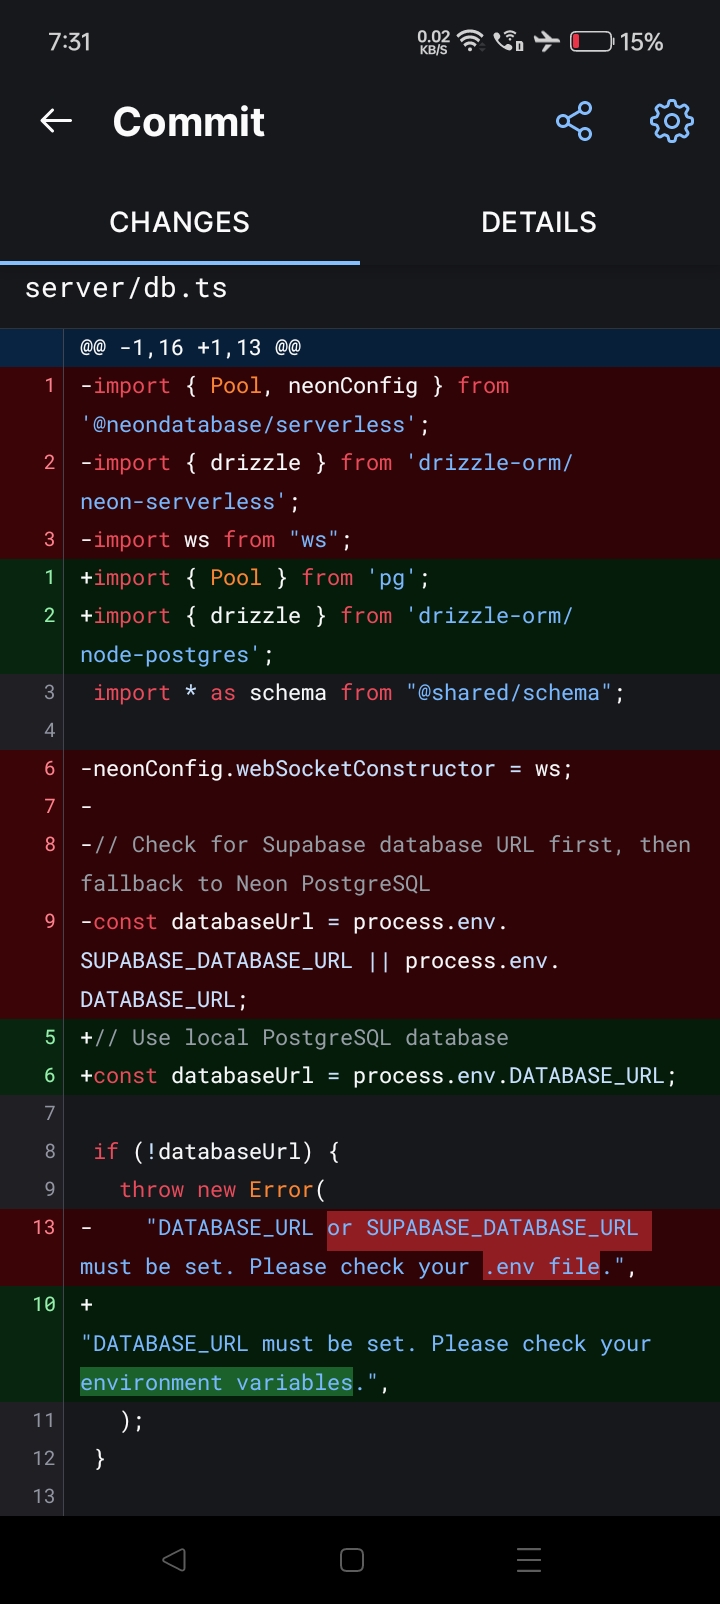 7:31
0.02
KB/S
15%
Commit
CHANGES
DETAILS
server/db.ts
@@ -1,16 +1,13 @@
1 -import { Pool, neonConfig } from
'@neondatabase/serverless';
2 -import { drizzle } from 'drizzle-orm/
neon-serverless';
3 -import ws from "ws";
1 +import { Pool } from 'pg';
2 +import { drizzle } from 'drizzle-orm/
node-postgres';
3 import * as schema from "@shared/schema";
4
6 -neonConfig.webSocketConstructor = ws;
7 -
8 -// Check for Supabase database URL first, then
fallback to Neon PostgreSQL
9 -const databaseUrl = process.env.
SUPABASE_DATABASE_URL || process.env.
DATABASE_URL;
5 +// Use local PostgreSQL database
6 +const databaseUrl = process.env.DATABASE_URL;
7
8 if (!databaseUrl) {
9 throw new Error(
13 - "DATABASE_URL or SUPABASE_DATABASE_URL
must be set. Please check your .env file.",
10 +
"DATABASE_URL must be set. Please check your
environment variables.",
11 );
12 }
13